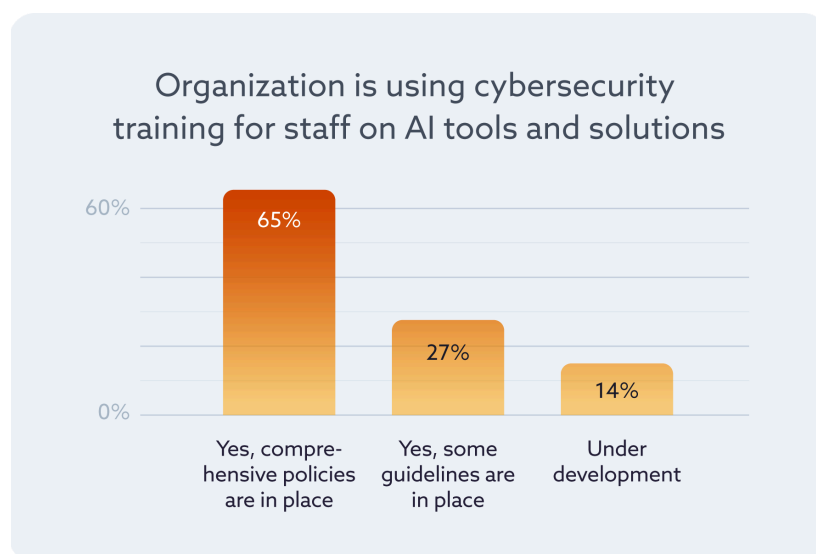 Organization is using cybersecurity
training for staff on AI tools and solutions
60%
65%
27%
14%
0%
Yes, compre-
hensive policies
are in place
Yes, some
guidelines are
in place
Under
development